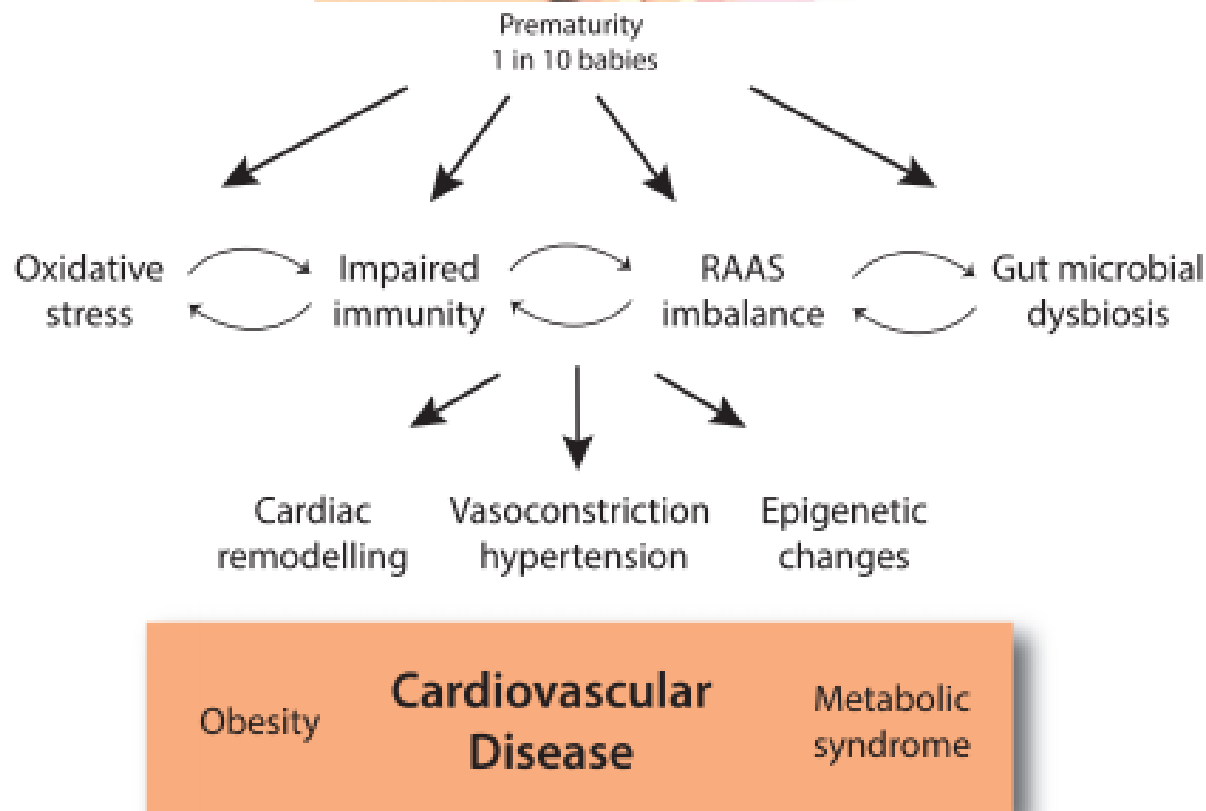 Prematurity
1 in 10 babies
Oxidative
stress
Impaired
immunity
RAAS
imbalance
Gut microbial
dysbiosis
Cardiac
remodelling
Vasoconstriction
hypertension
Epigenetic
changes
Obesity
Cardiovascular
Disease
Metabolic
syndrome